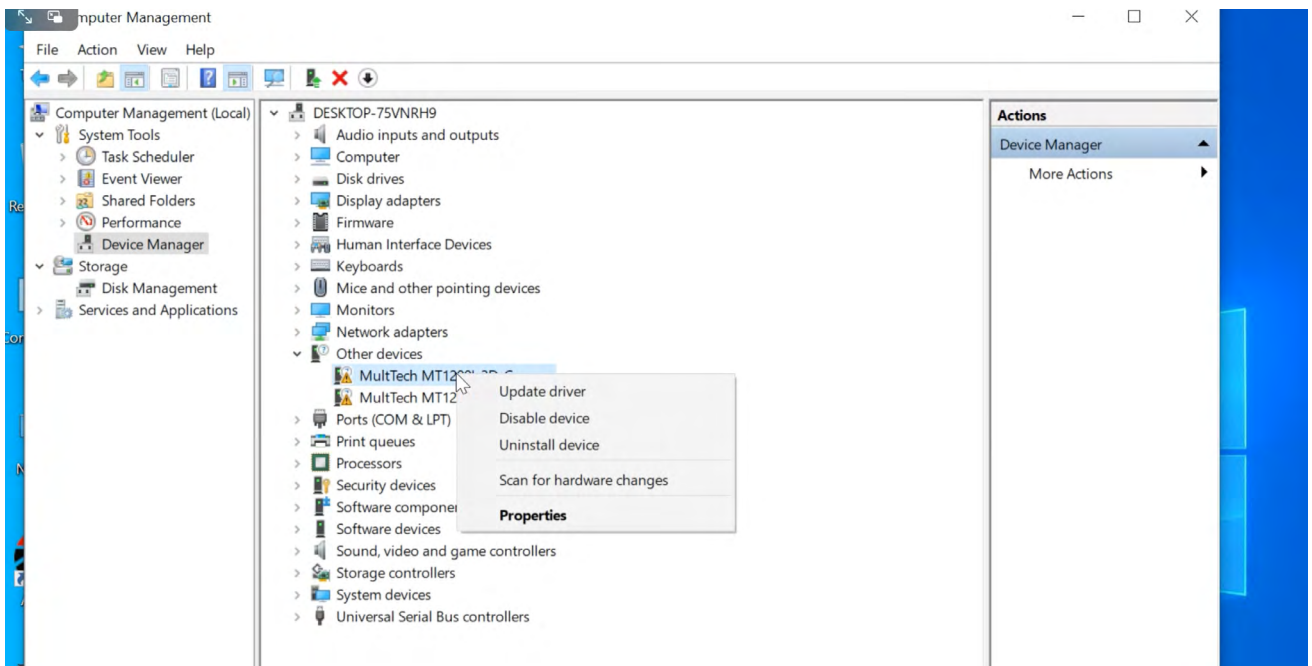 mputer Management
File Action View Help
Computer Management (Local)
System Tools
Task Scheduler
Event Viewer
Shared Folders
Performance
Device Manager
Storage
Disk Management
Services and Applications
DESKTOP-75VNRH9
Audio inputs and outputs
Computer
Disk drives
Display adapters
Firmware
Human Interface Devices
Keyboards
Mice and other pointing devices
Monitors
Network adapters
Other devices
MultTech
MultTech MT12
Ports (COM & LPT)
Print queues
Processors
Security devices
Software componer
Software devices
Sound, video and game controllers
Storage controllers
System devices
Universal Serial Bus controllers
Update driver
Disable device
Uninstall device
Scan for hardware changes
Properties
Actions
Device Manager
More Actions
Re